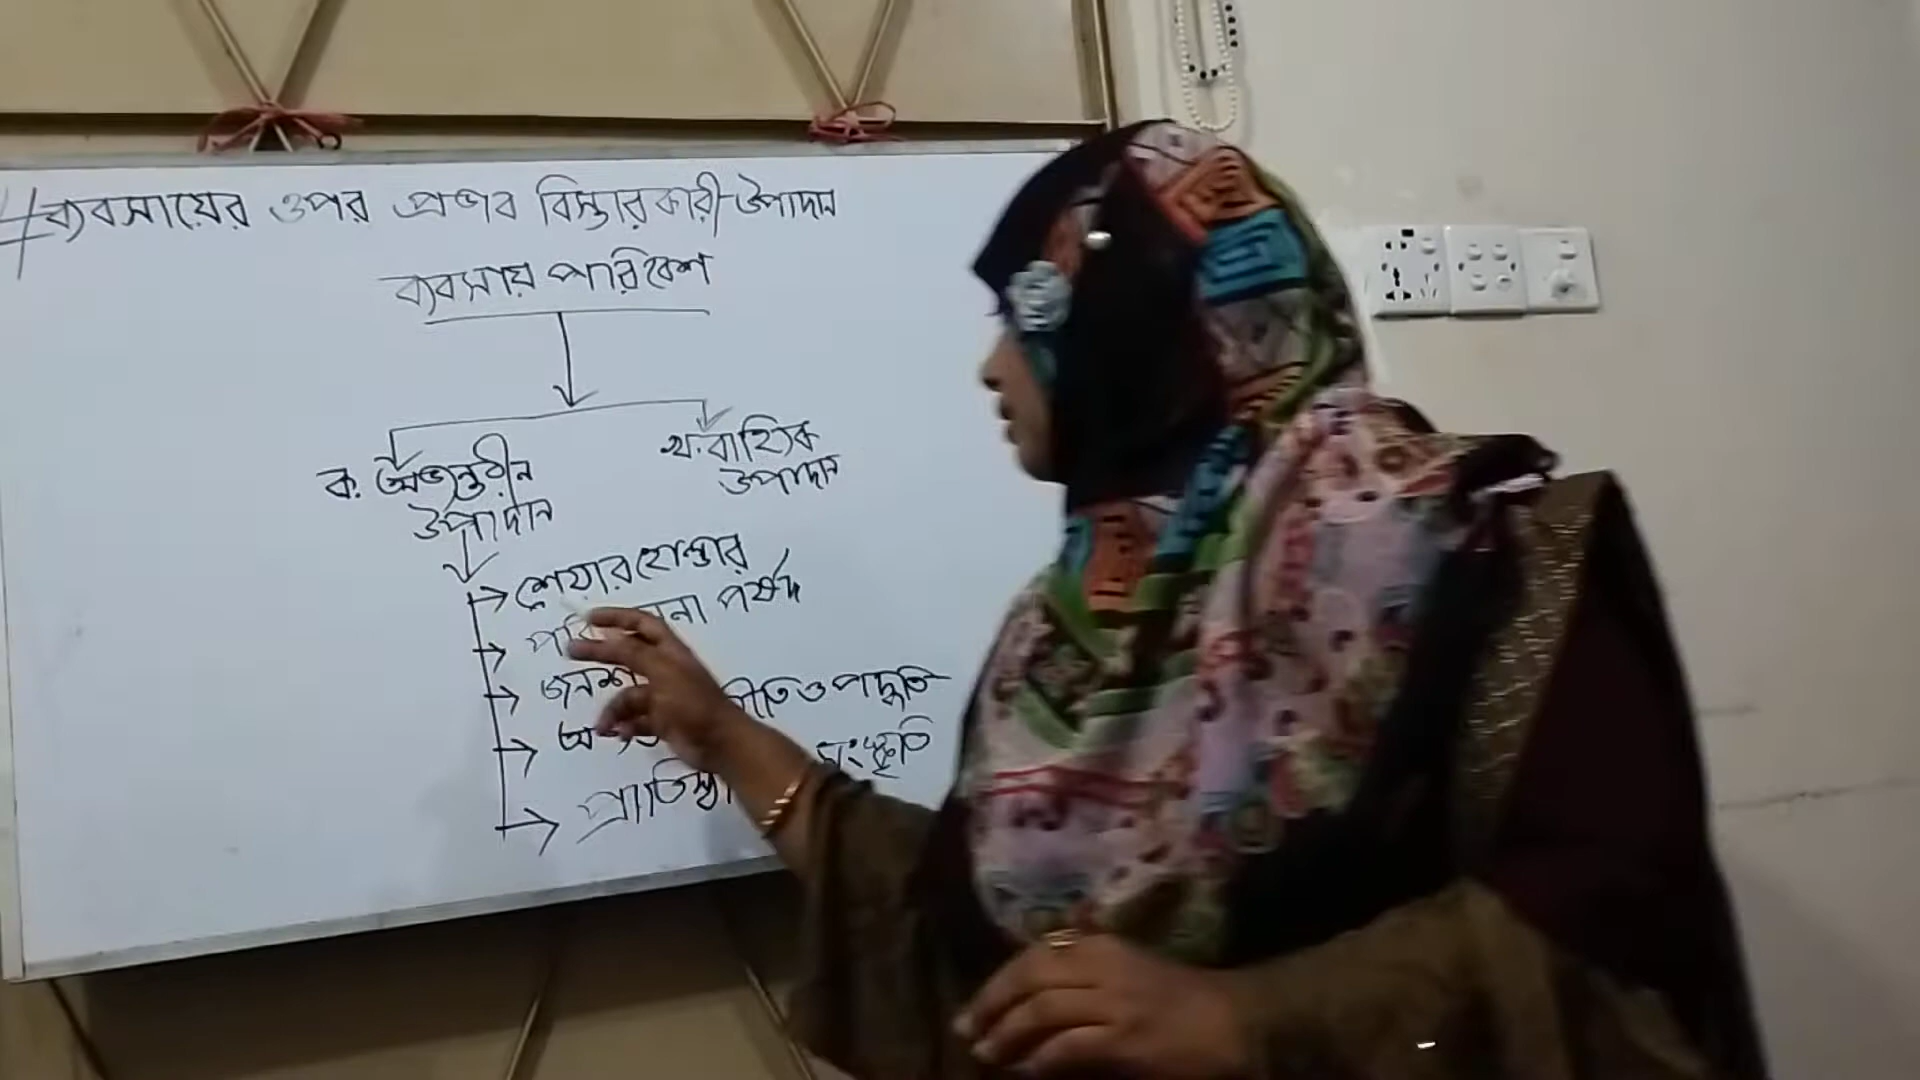 # ব্যবসায়ের ওপর প্রভাব বিস্তারকারী উপাদান
ব্যবসায় পরিবেশ
ক. অভ্যন্তরীন
উপাদান
খ. বাহ্যিক
উপাদান
শেয়ারহোল্ডার
পর্ষদ
ও পদ্ধতি
সংস্কৃতি